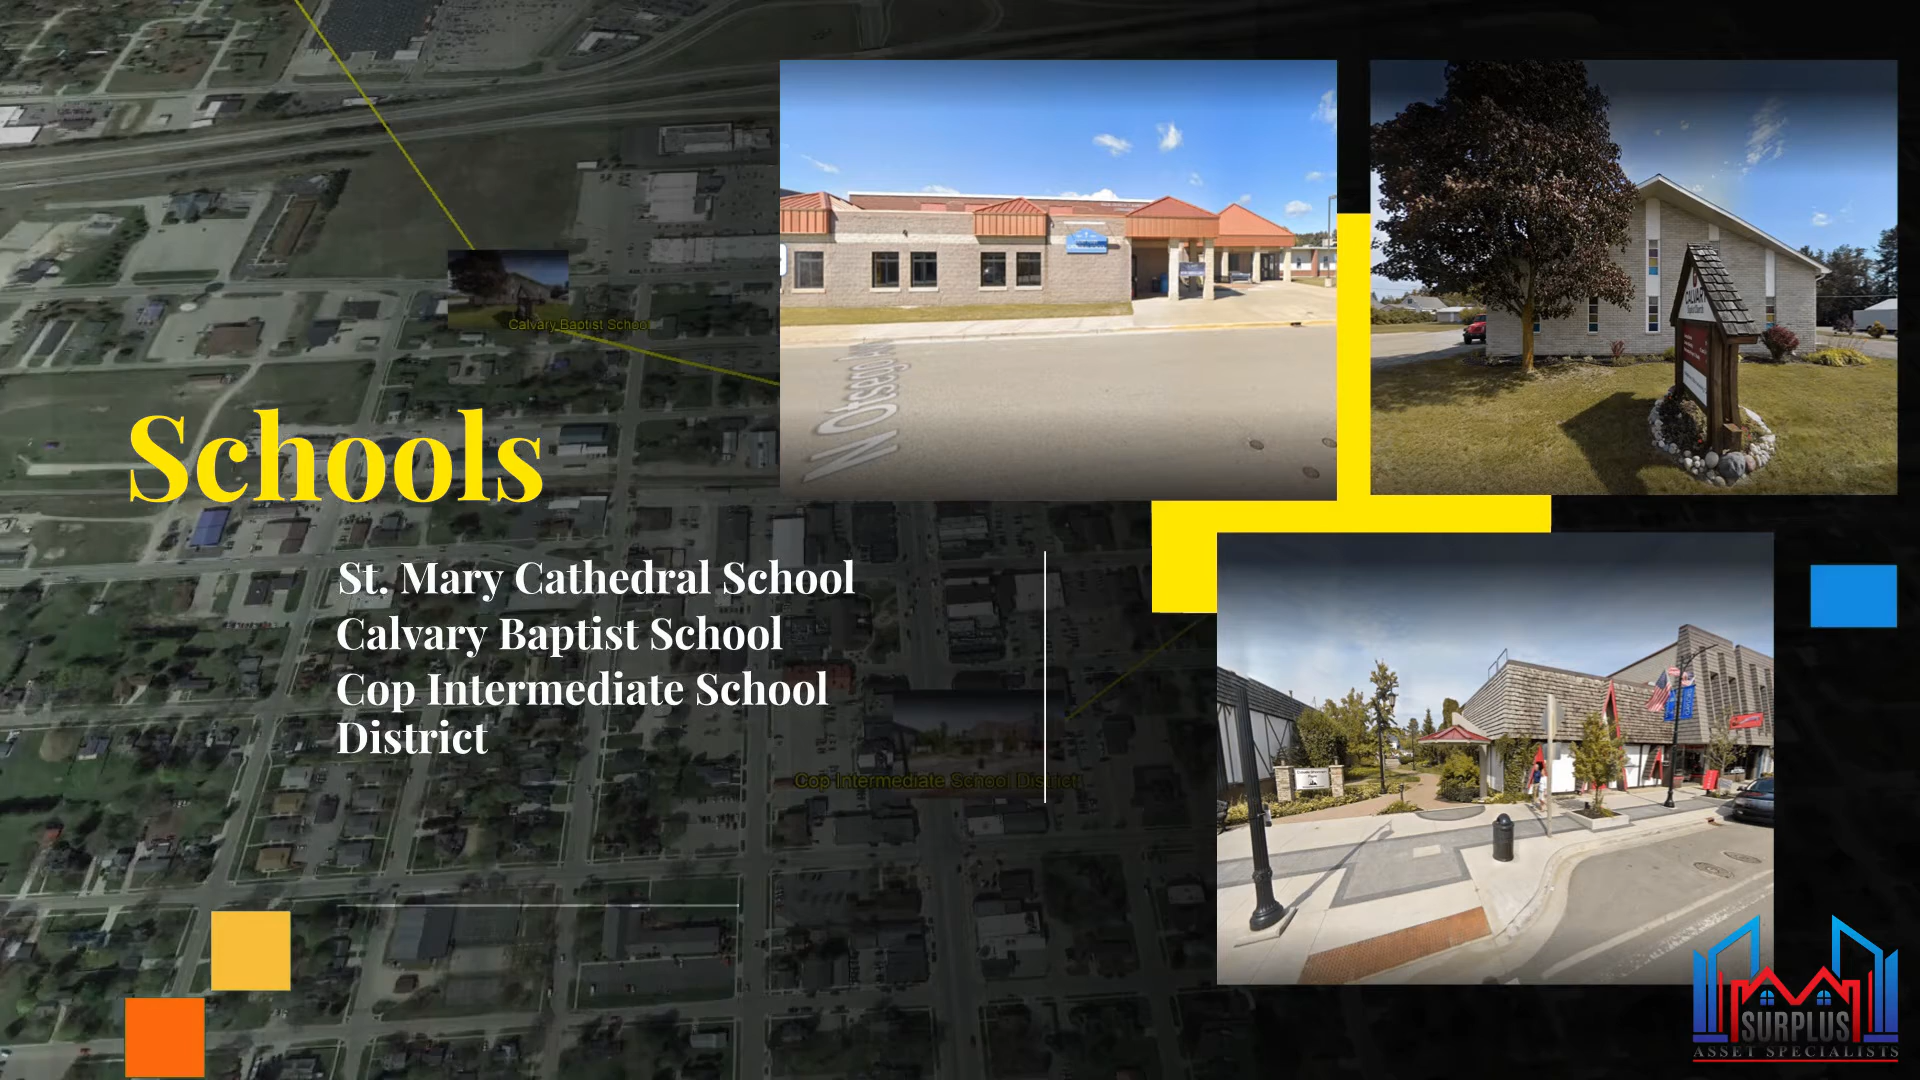 Schools
St. Mary Cathedral School
Calvary Baptist School
Cop Intermediate School
District
Calvary Baptist School
Cop Intermediate School District
N Otsego Ave
CALVARY
SURPLUS
ASSET SPECIALISTS